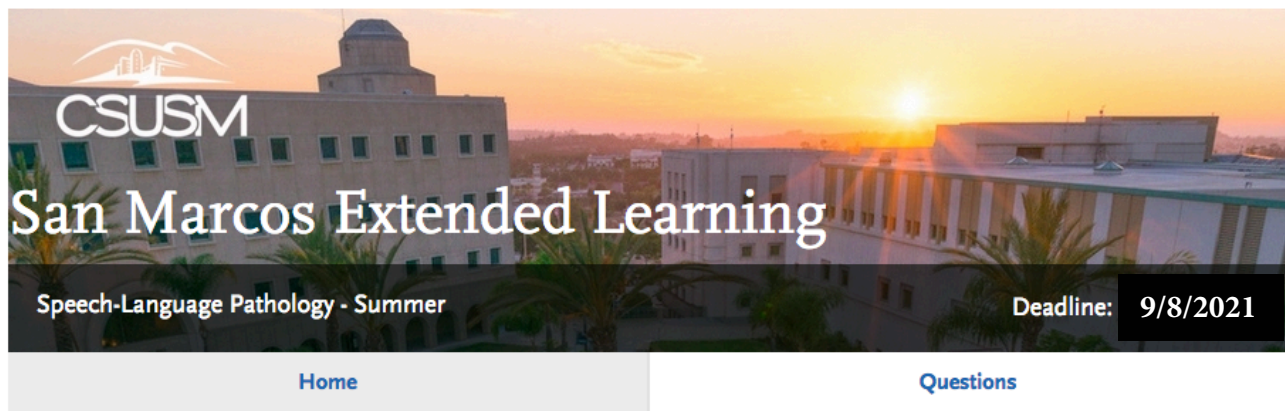 CSUSM
San Marcos Extended Learning
Speech-Language Pathology - Summer
Deadline: 9/8/2021
Home
Questions